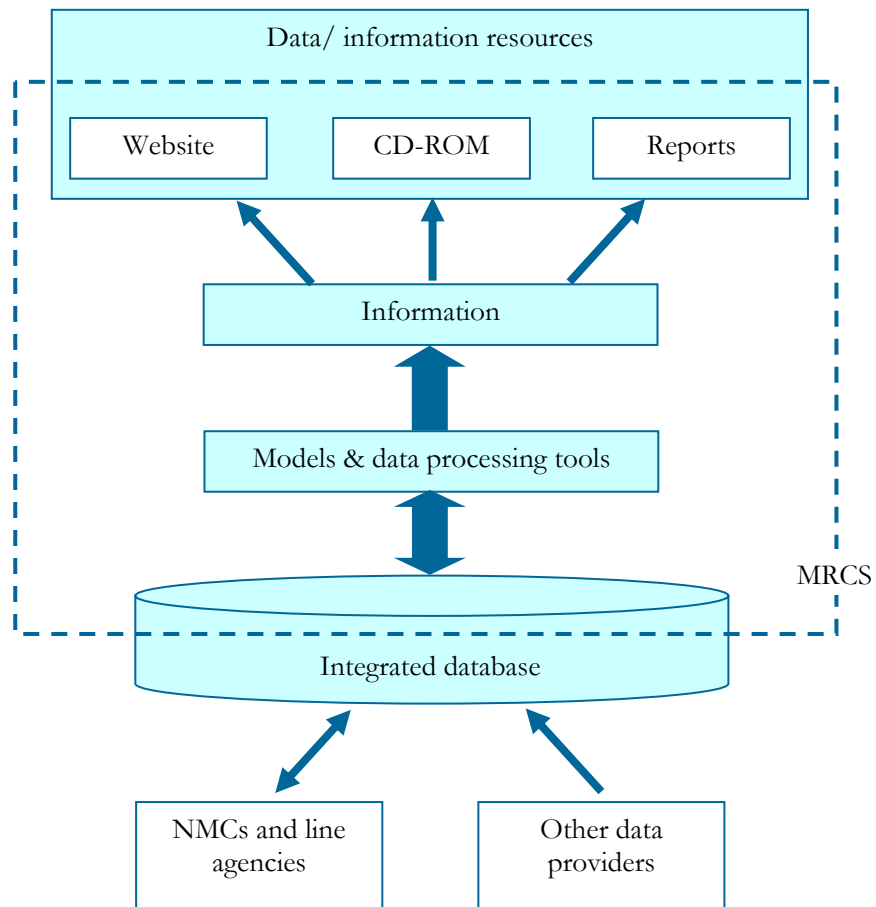 Data/ information resources
Website
CD-ROM
Reports
Information
Models & data processing tools
MRCS
Integrated database
NMCs and line
agencies
Other data
providers